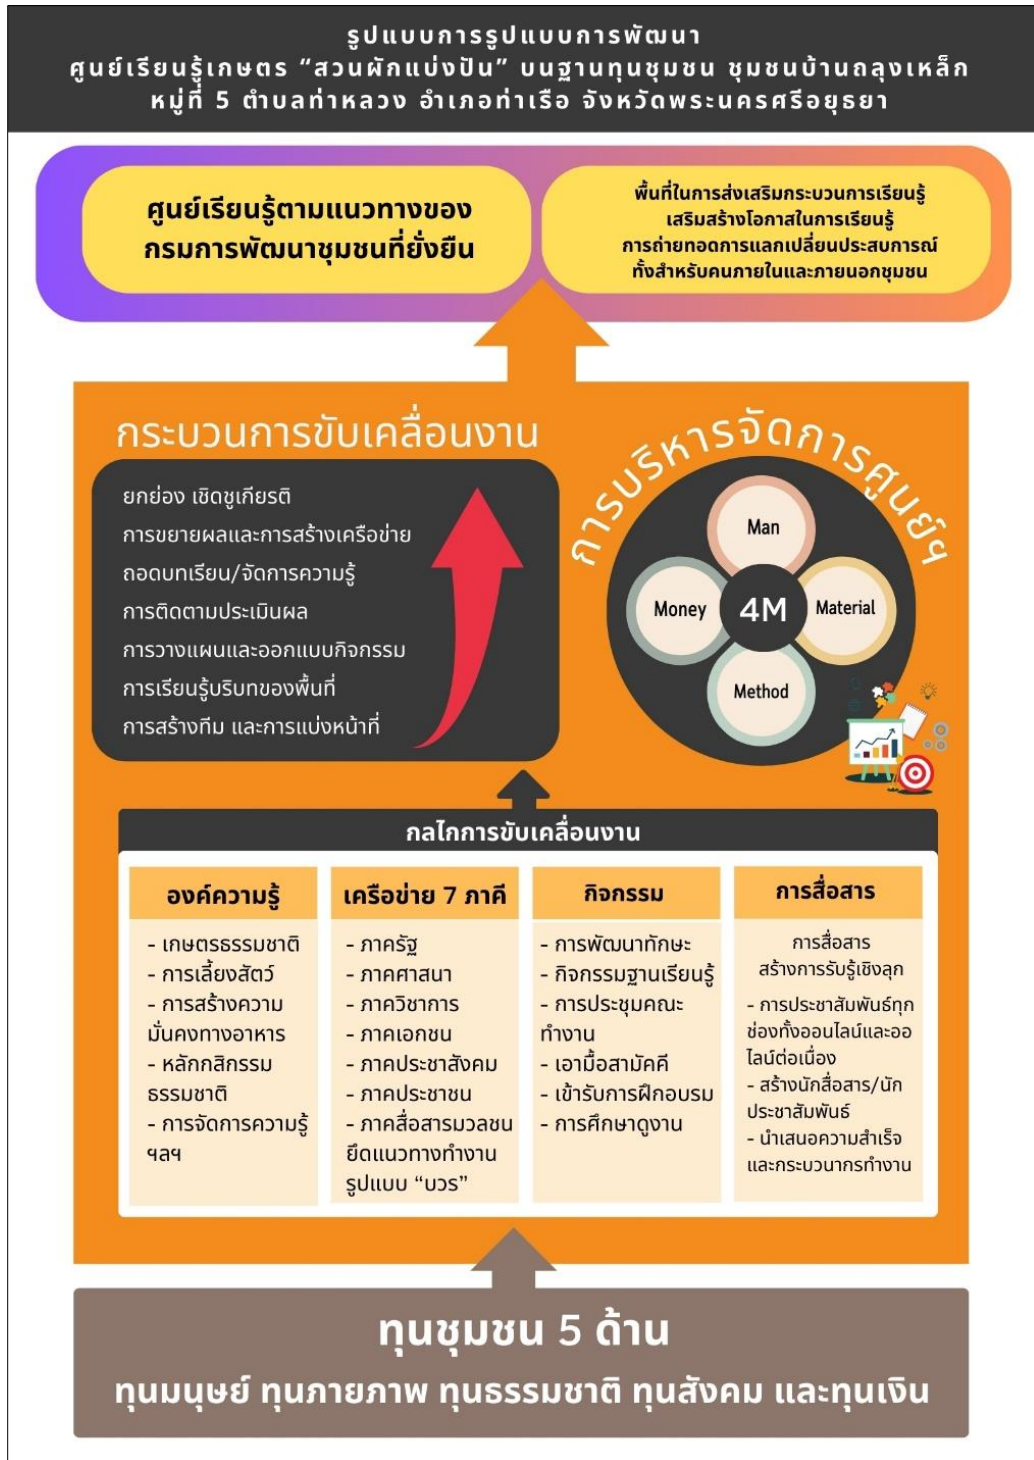 รูปแบบการรูปแบบการพัฒนา
ศูนย์เรียนรู้เกษตร “สวนผักแบ่งปัน” บนฐานทุนชุมชน ชุมชนบ้านถลุงเหล็ก
หมู่ที่ 5 ตำบลท่าหลวง อำเภอท่าเรือ จังหวัดพระนครศรีอยุธยา
ศูนย์เรียนรู้ตามแนวทางของ
กรมการพัฒนาชุมชนที่ยั่งยืน
พื้นที่ในการส่งเสริมกระบวนการเรียนรู้
เสริมสร้างโอกาสในการเรียนรู้
การถ่ายทอดการแลกเปลี่ยนประสบการณ์
ทั้งสำหรับคนภายในและภายนอกชุมชน
กระบวนการขับเคลื่อนงาน
ยกย่อง เชิดชูเกียรติ
การขยายผลและการสร้างเครือข่าย
ถอดบทเรียน/จัดการความรู้
การติดตามประเมินผล
การวางแผนและออกแบบกิจกรรม
การเรียนรู้บริบทของพื้นที่
การสร้างทีม และการแบ่งหน้าที่
การบริหารจัดการศูนย์ฯ
Man
Money
4M
Material
Method
กลไกการขับเคลื่อนงาน
องค์ความรู้
- เกษตรธรรมชาติ
- การเลี้ยงสัตว์
- การสร้างความ
มั่นคงทางอาหาร
- หลักกสิกรรม
ธรรมชาติ
- การจัดการความรู้
ฯลฯ
เครือข่าย 7 ภาคี
- ภาครัฐ
- ภาคศาสนา
- ภาควิชาการ
- ภาคเอกชน
- ภาคประชาสังคม
- ภาคประชาชน
- ภาคสื่อสารมวลชน
ยึดแนวทางทำงาน
รูปแบบ “บวร”
กิจกรรม
- การพัฒนาทักษะ
- กิจกรรมฐานเรียนรู้
- การประชุมคณะ
ทำงาน
- เอามื้อสามัคคี
- เข้ารับการฝึกอบรม
- การศึกษาดูงาน
การสื่อสาร
การสื่อสาร
สร้างการรับรู้เชิงลุก
- การประชาสัมพันธ์ทุก
ช่องทั้งออนไลน์และออ
ไลน์ต่อเนื่อง
- สร้างนักสื่อสาร/นัก
ประชาสัมพันธ์
- นำเสนอความสำเร็จ
และกระบวนากรทำงาน
ทุนชุมชน 5 ด้าน
ทุนมนุษย์ ทุนภายภาพ ทุนธรรมชาติ ทุนสังคม และทุนเงิน